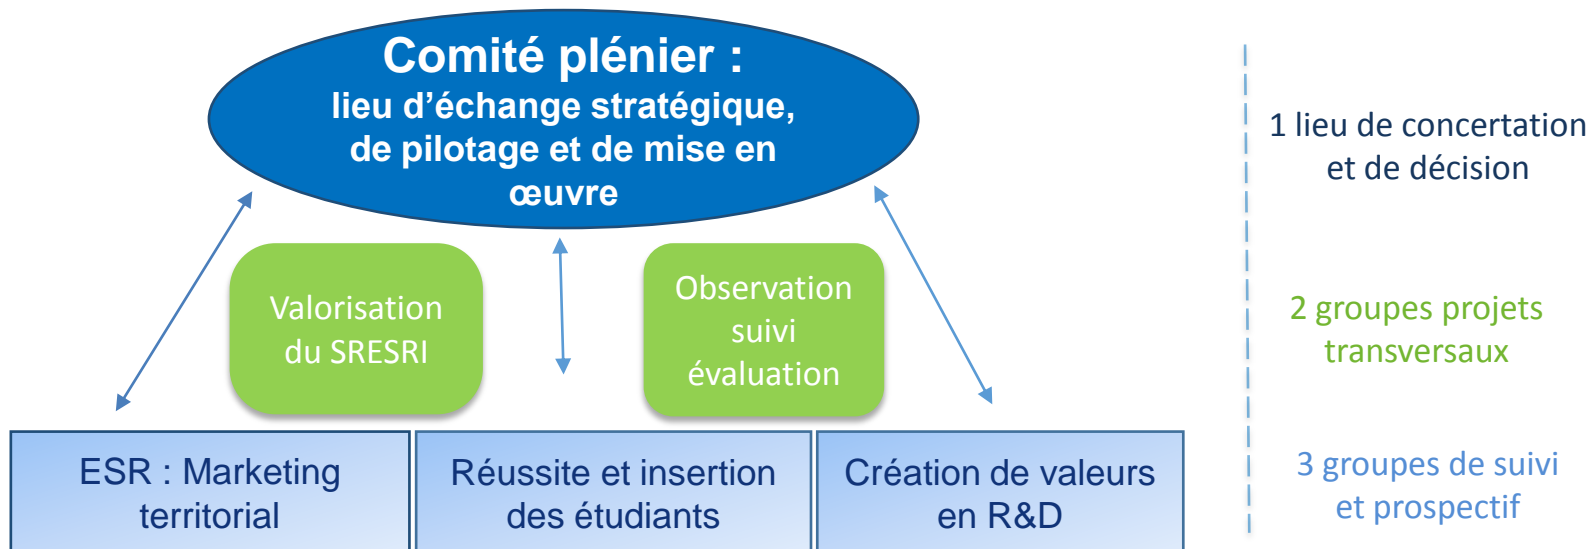 Comité plénier :
lieu d’échange stratégique,
de pilotage et de mise en
œuvre
1 lieu de concertation
et de décision
Valorisation
du SRESRI
Observation
suivi
évaluation
2 groupes projets
transversaux
ESR : Marketing
territorial
Réussite et insertion
des étudiants
Création de valeurs
en R&D
3 groupes de suivi
et prospectif